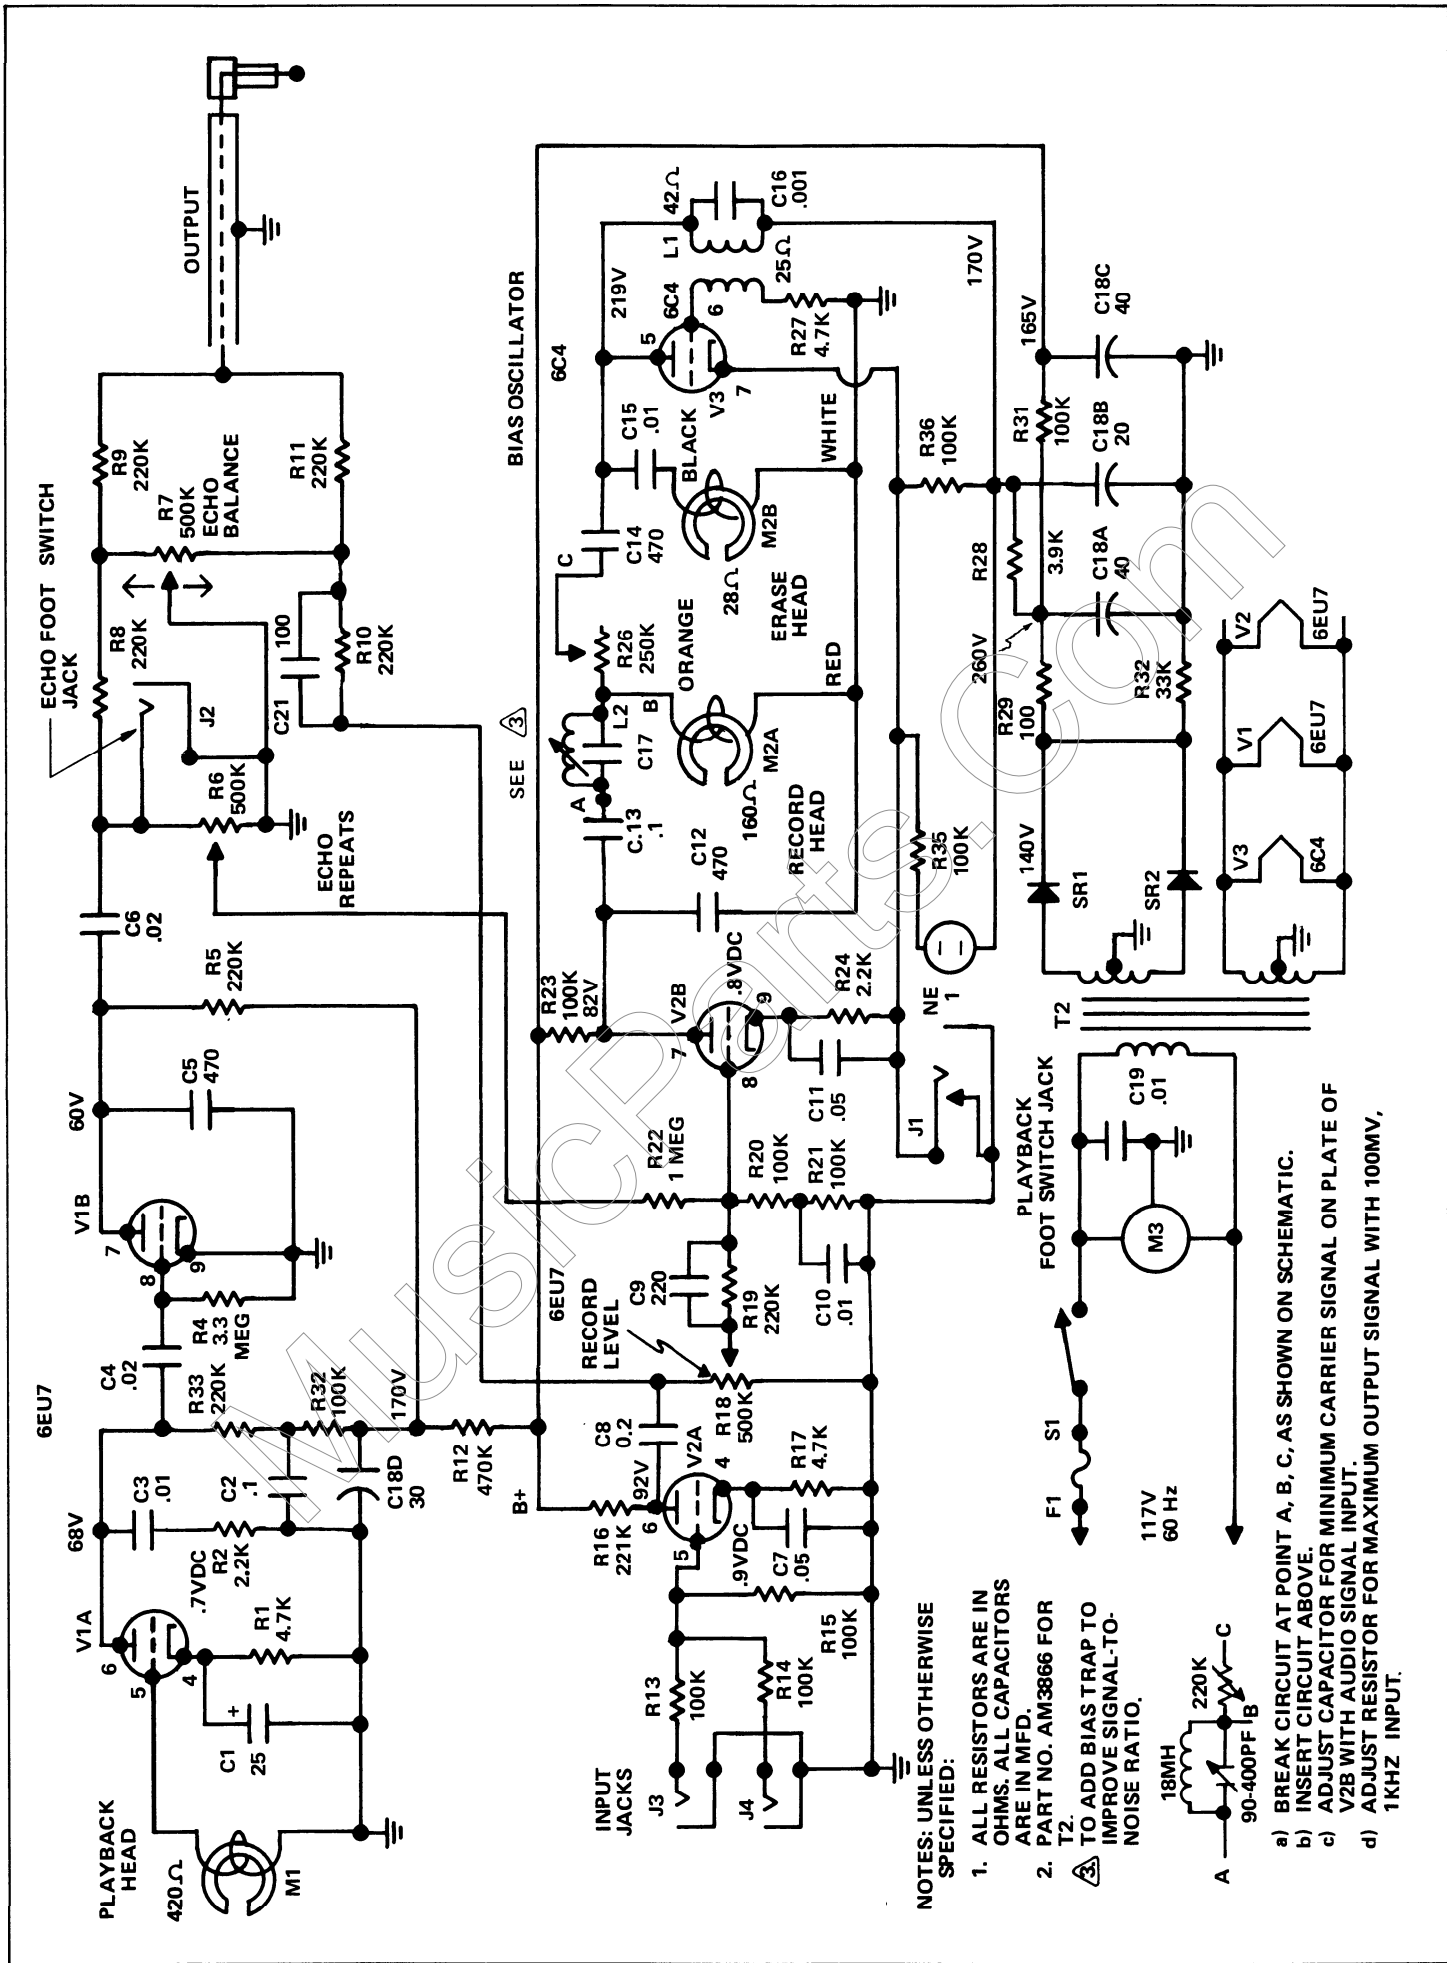 PLAYBACK
HEAD
420Ω
M1
6EU7
68V
V1A
6
5
4
.7VDC
C1
25
+
R1
4.7K
C3
.01
R2
2.2K
C2
.1
C18D
30
C4
.02
R33
220K
R32
100K
170V
R12
470K
R4
3.3
MEG
V1B
7
8
9
60V
C5
470
R5
220K
C6
.02
ECHO
REPEATS
R6
500K
J2
ECHO FOOT SWITCH
JACK
R8
220K
C21
100
R10
220K
R7
500K
ECHO
BALANCE
R9
220K
R11
220K
OUTPUT
INPUT
JACKS
J3
J4
R13
100K
R14
100K
R15
100K
B+
R16
221K
92V
V2A
6
5
4
.9VDC
C7
.05
R17
4.7K
C8
0.2
R18
500K
RECORD
LEVEL
6EU7
C9
220
R19
220K
C10
.01
R22
1 MEG
R20
100K
R21
100K
R23
100K
82V
V2B
7
8
9
.8VDC
C11
.05
R24
2.2K
J1
PLAYBACK
FOOT SWITCH JACK
NE
1
R35
100K
C12
470
C.13
.1
SEE 3
A
C17
L2
B
R26
250K
C
C14
470
C15
.01
BIAS OSCILLATOR
6C4
219V
5
6C4
6
V3
7
L1
42Ω
C16
.001
25Ω
R27
4.7K
160Ω
M2A
RECORD
HEAD
ORANGE
RED
28Ω
M2B
ERASE
HEAD
BLACK
WHITE
R36
100K
170V
R28
3.9K
260V
R29
100
R31
100K
165V
C18A
40
C18B
20
C18C
40
R32
33K
140V
SR1
SR2
T2
V3
6C4
V1
6EU7
V2
6EU7
C19
.01
M3
S1
F1
117V
60 Hz
NOTES: UNLESS OTHERWISE
SPECIFIED:
1. ALL RESISTORS ARE IN
OHMS. ALL CAPACITORS
ARE IN MFD.
2. PART NO. AM3866 FOR
T2.
3. TO ADD BIAS TRAP TO
IMPROVE SIGNAL-TO-
NOISE RATIO.
A
18MH
90-400PF
B
220K
C
a) BREAK CIRCUIT AT POINT A, B, C, AS SHOWN ON SCHEMATIC.
b) INSERT CIRCUIT ABOVE.
c) ADJUST CAPACITOR FOR MINIMUM CARRIER SIGNAL ON PLATE OF
V2B WITH AUDIO SIGNAL INPUT.
d) ADJUST RESISTOR FOR MAXIMUM OUTPUT SIGNAL WITH 100MV,
1KHZ INPUT.
MusicParts.Com